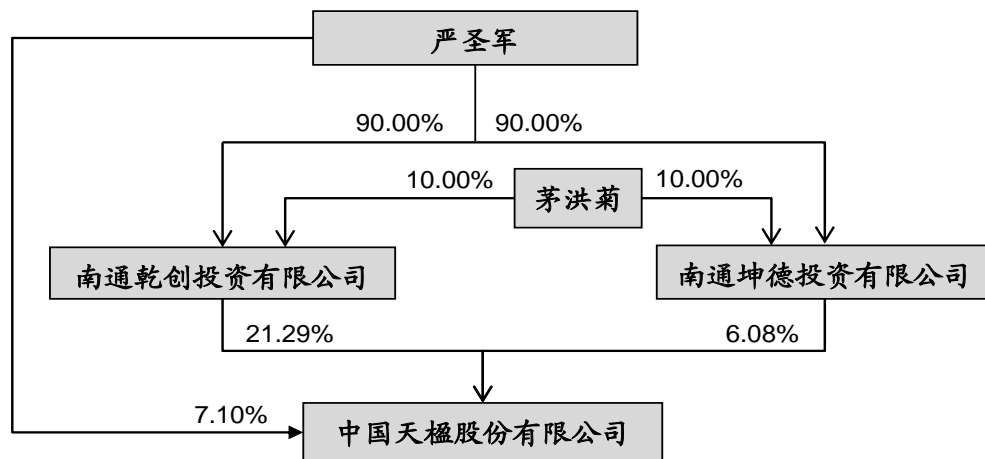 严圣军
90.00% 90.00%
10.00% 茅洪菊 10.00%
南通乾创投资有限公司 南通坤德投资有限公司
21.29% 6.08%
7.10% 中国天楹股份有限公司